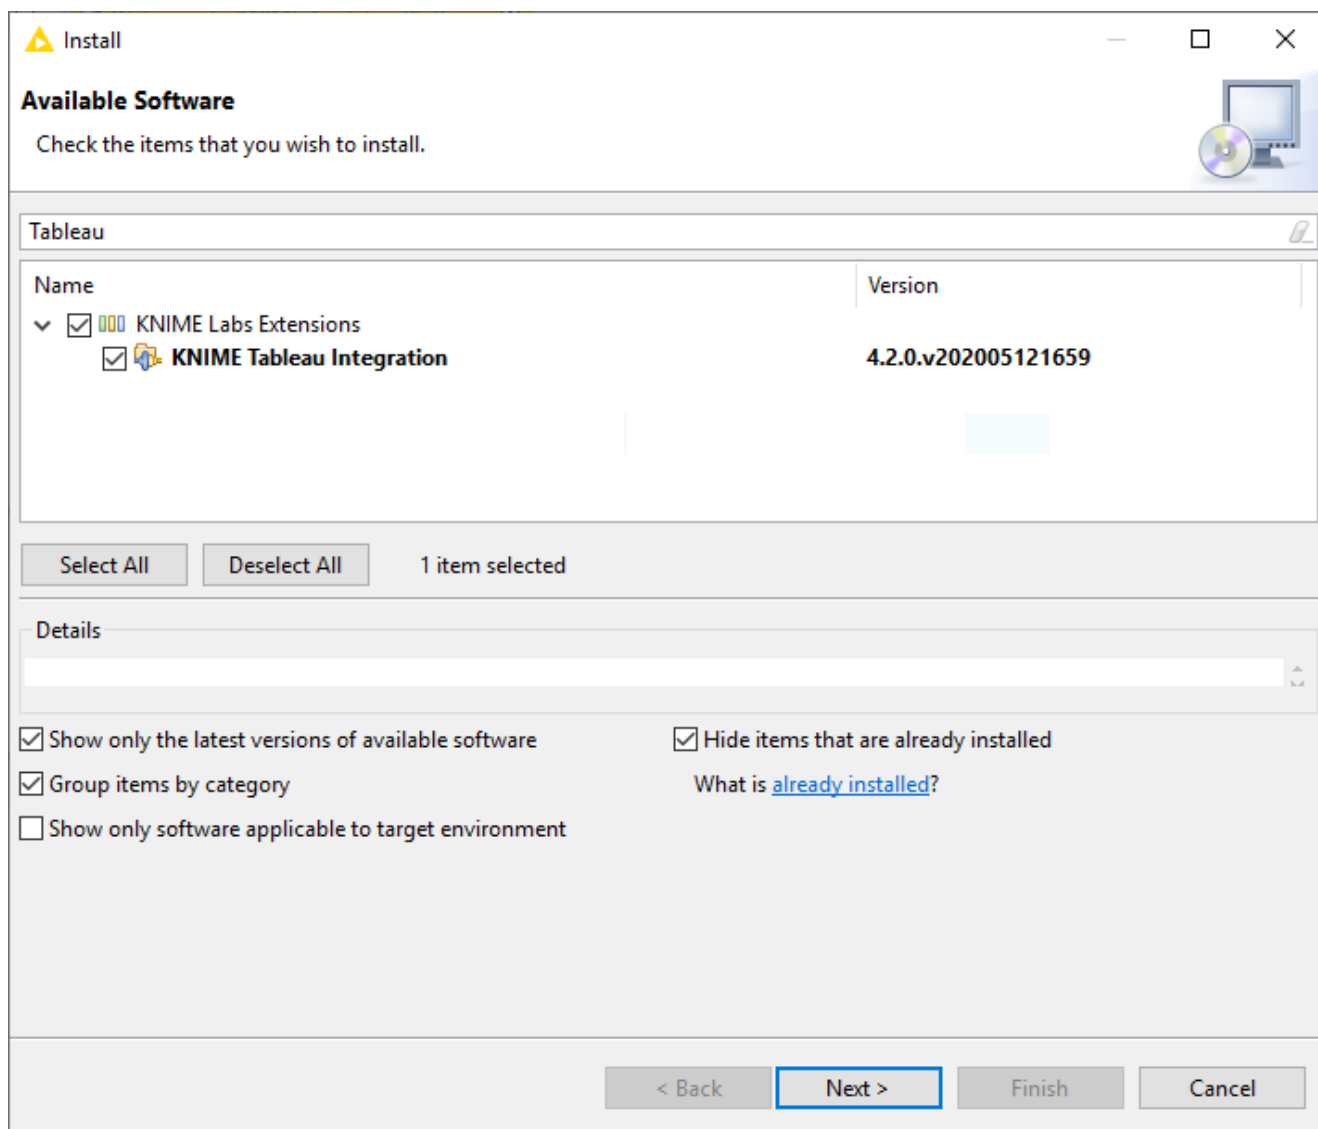 Install
Available Software
Check the items that you wish to install.
Tableau
Name Version
KNIME Labs Extensions
KNIME Tableau Integration 4.2.0.v202005121659
Select All Deselect All 1 item selected
Details
Show only the latest versions of available software Hide items that are already installed
Group items by category What is already installed?
Show only software applicable to target environment
< Back Next > Finish Cancel